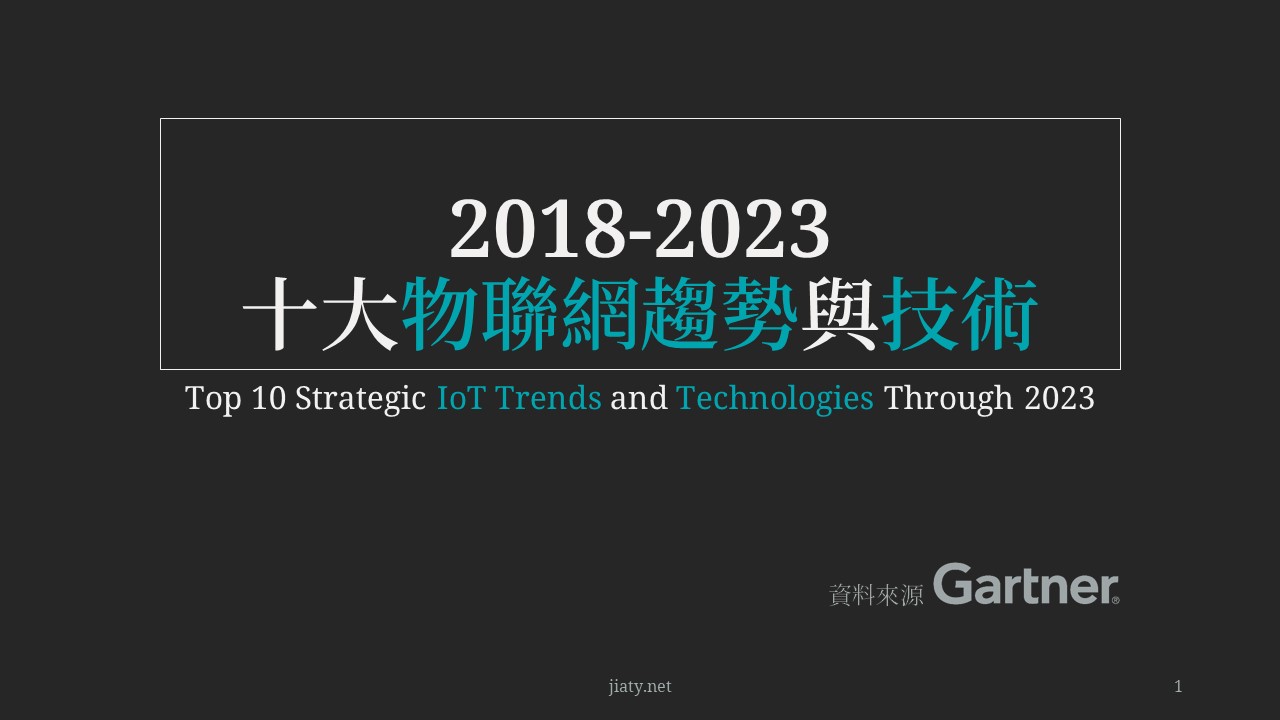 2018-2023
十大物聯網趨勢與技術
Top 10 Strategic IoT Trends and Technologies Through 2023
資料來源 Gartner®
jiaty.net
1